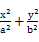 x²/a² + y²/b²